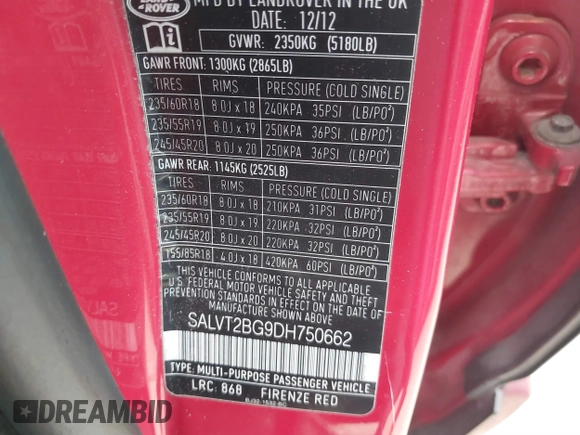 LAND ROVER
MFD BY LANDROVER IN THE UK
DATE: 12/12
GVWR: 2350KG (5180LB)
GAWR FRONT: 1300KG (2865LB)
TIRES RIMS PRESSURE (COLD SINGLE)
235/60R18 8.0J x 18 240KPA 35PSI (LB/PO²)
235/55R19 8.0J x 19 250KPA 36PSI (LB/PO²)
245/45R20 8.0J x 20 250KPA 36PSI (LB/PO²)
GAWR REAR: 1145KG (2525LB)
TIRES RIMS PRESSURE (COLD SINGLE)
235/60R18 8.0J x 18 210KPA 31PSI (LB/PO²)
235/55R19 8.0J x 19 220KPA 32PSI (LB/PO²)
245/45R20 8.0J x 20 220KPA 32PSI (LB/PO²)
155/85R18 4.0J x 18 420KPA 60PSI (LB/PO²)
THIS VEHICLE CONFORMS TO ALL APPLICABLE
U.S. FEDERAL MOTOR VEHICLE SAFETY
AND THEFT PREVENTION STANDARDS IN EFFECT
ON THE DATE OF MANUFACTURE SHOWN ABOVE.
SALVT2BG9DH750662
TYPE: MULTI-PURPOSE PASSENGER VEHICLE
LRC: 868 FIRENZE RED
DREAMBID